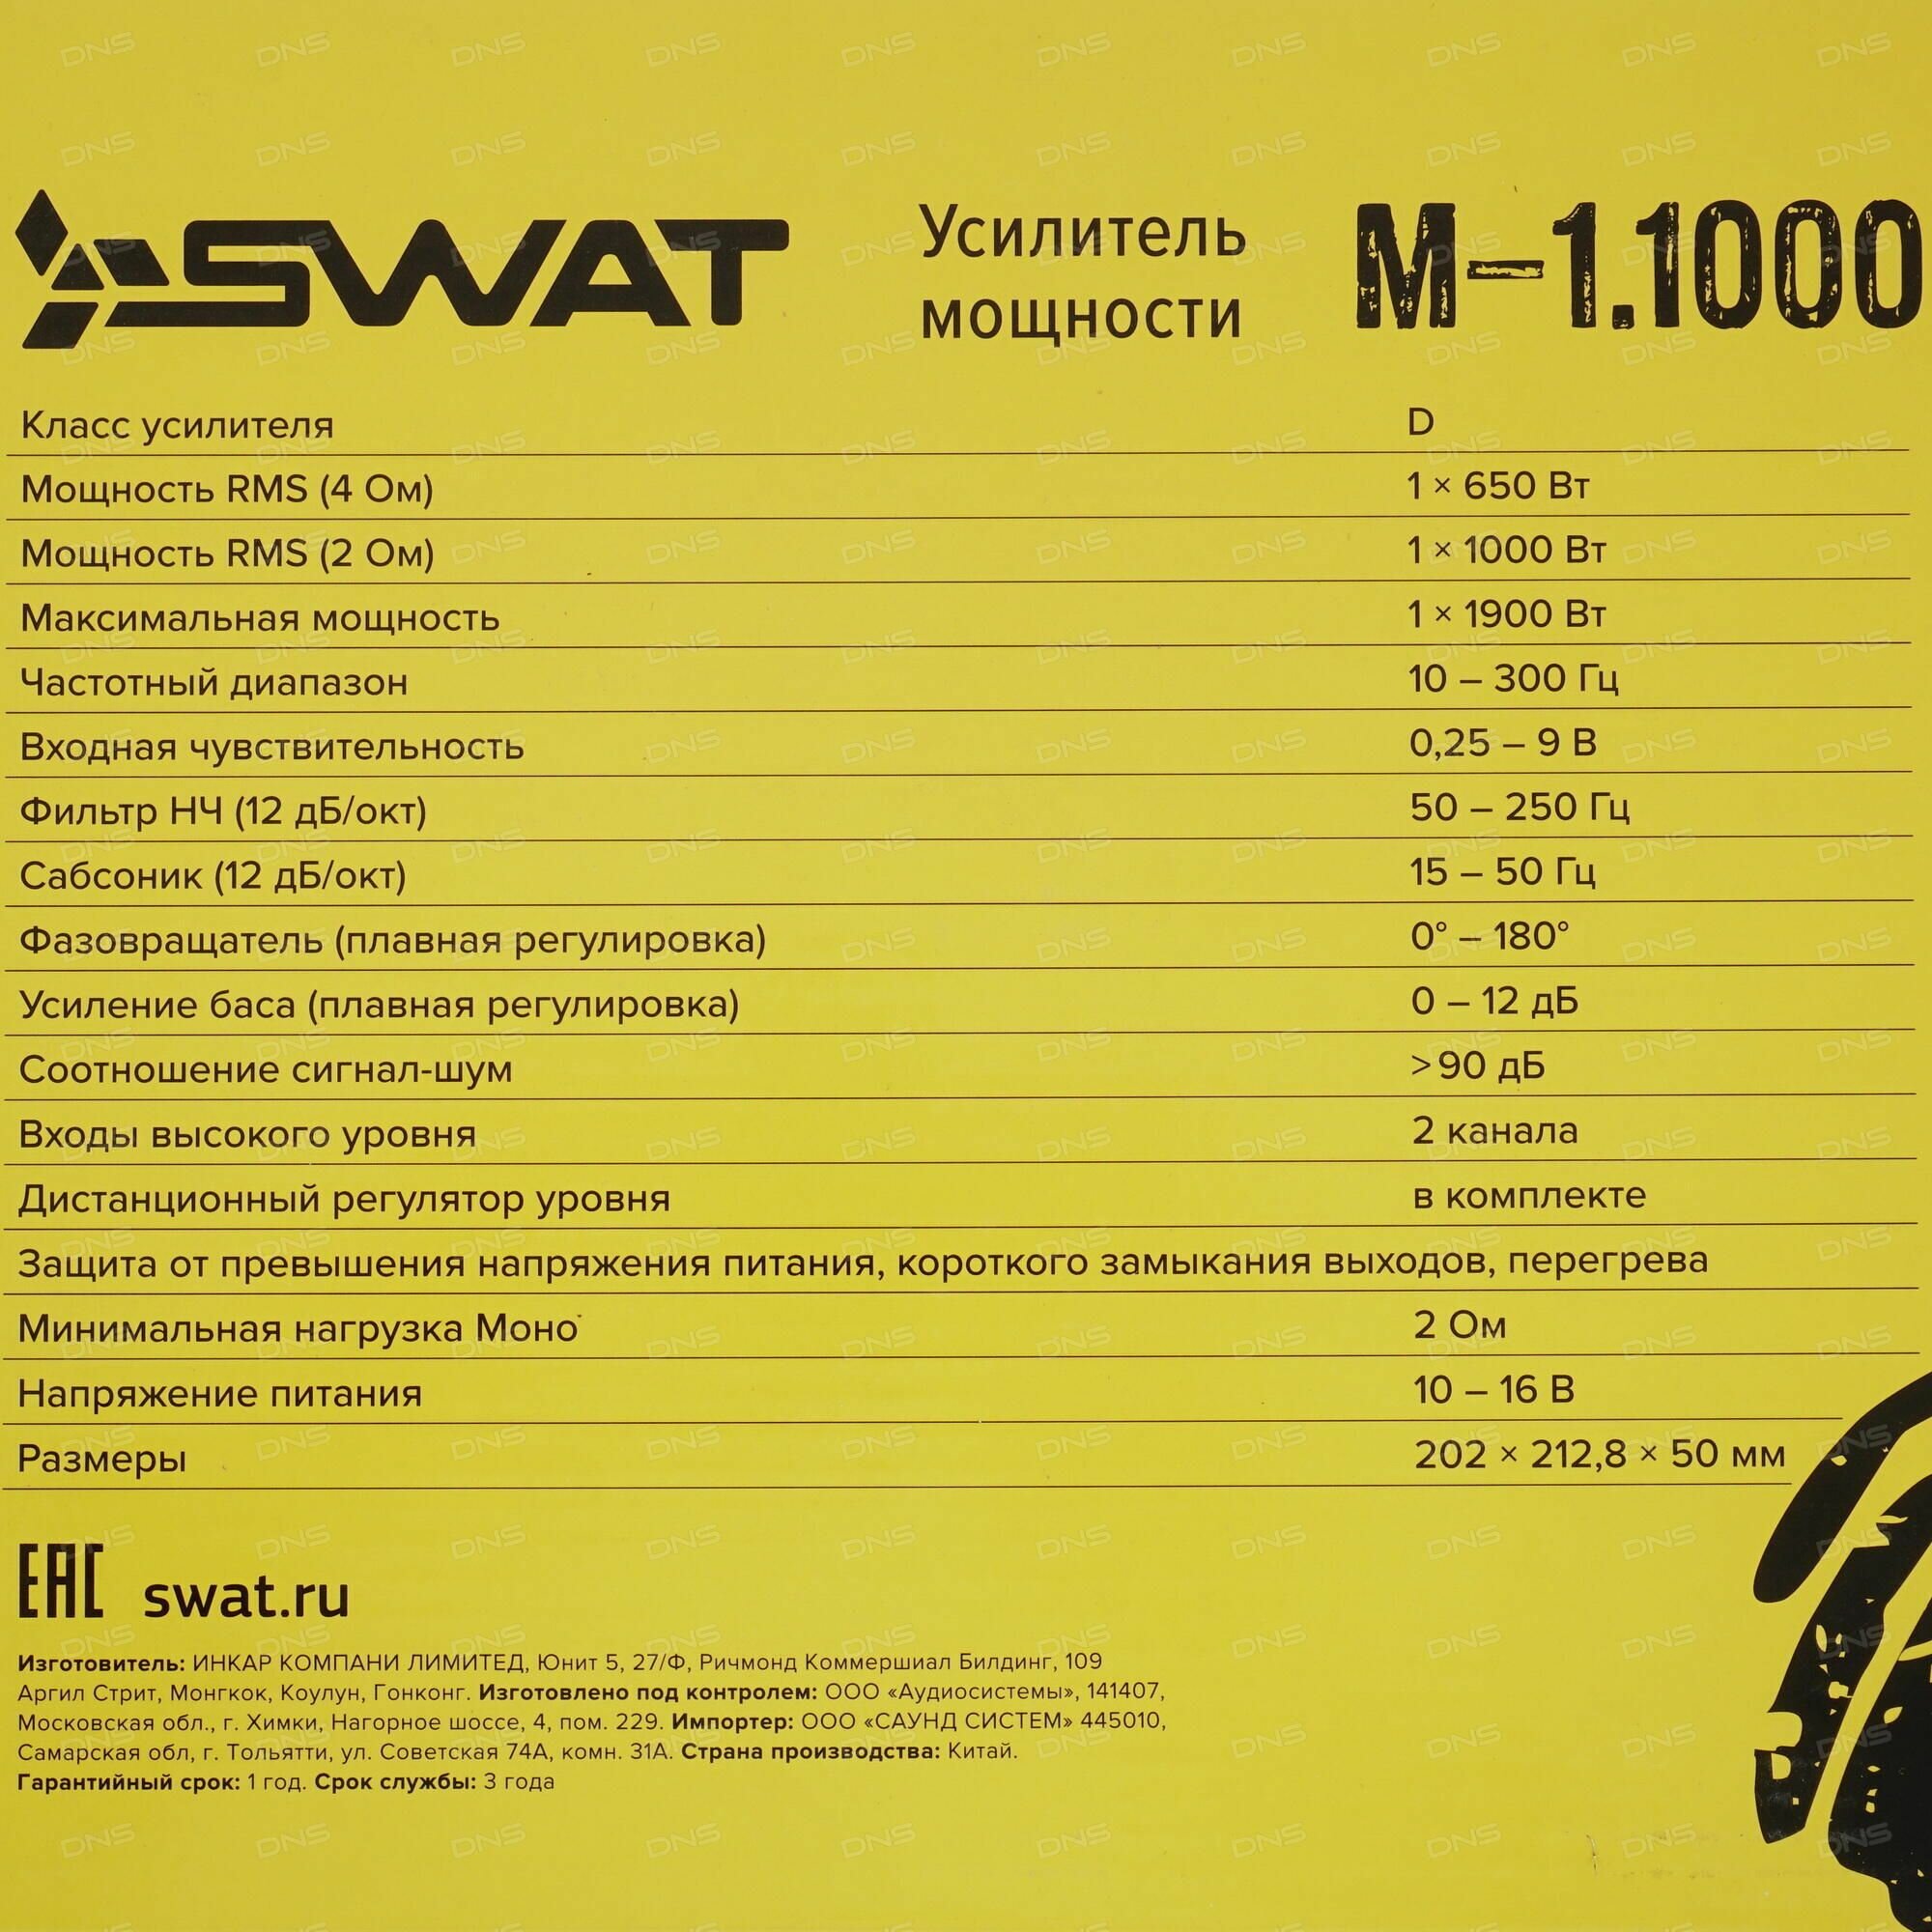 SWAT
Усилитель
мощности
M-1.1000
Класс усилителя D
Мощность RMS (4 Ом) 1 × 650 Вт
Мощность RMS (2 Ом) 1 × 1000 Вт
Максимальная мощность 1 × 1900 Вт
Частотный диапазон 10 – 300 Гц
Входная чувствительность 0,25 – 9 В
Фильтр НЧ (12 дБ/окт) 50 – 250 Гц
Сабсоник (12 дБ/окт) 15 – 50 Гц
Фазовращатель (плавная регулировка) 0° – 180°
Усиление баса (плавная регулировка) 0 – 12 дБ
Соотношение сигнал-шум >90 дБ
Входы высокого уровня 2 канала
Дистанционный регулятор уровня в комплекте
Защита от превышения напряжения питания, короткого замыкания выходов, перегрева
Минимальная нагрузка Моно 2 Ом
Напряжение питания 10 – 16 В
Размеры 202 × 212,8 × 50 мм
EAC swat.ru
Изготовитель: ИНКАР КОМПАНИ ЛИМИТЕД, Юнит 5, 27/Ф, Ричмонд Коммершиал Билдинг, 109
Аргил Стрит, Монгкок, Коулун, Гонконг. Изготовлено под контролем: ООО «Аудиосистемы», 141407,
Московская обл., г. Химки, Нагорное шоссе, 4, пом. 229. Импортер: ООО «САУНД СИСТЕМ» 445010,
Самарская обл, г. Тольятти, ул. Советская 74А, комн. 31А. Страна производства: Китай.
Гарантийный срок: 1 год. Срок службы: 3 года